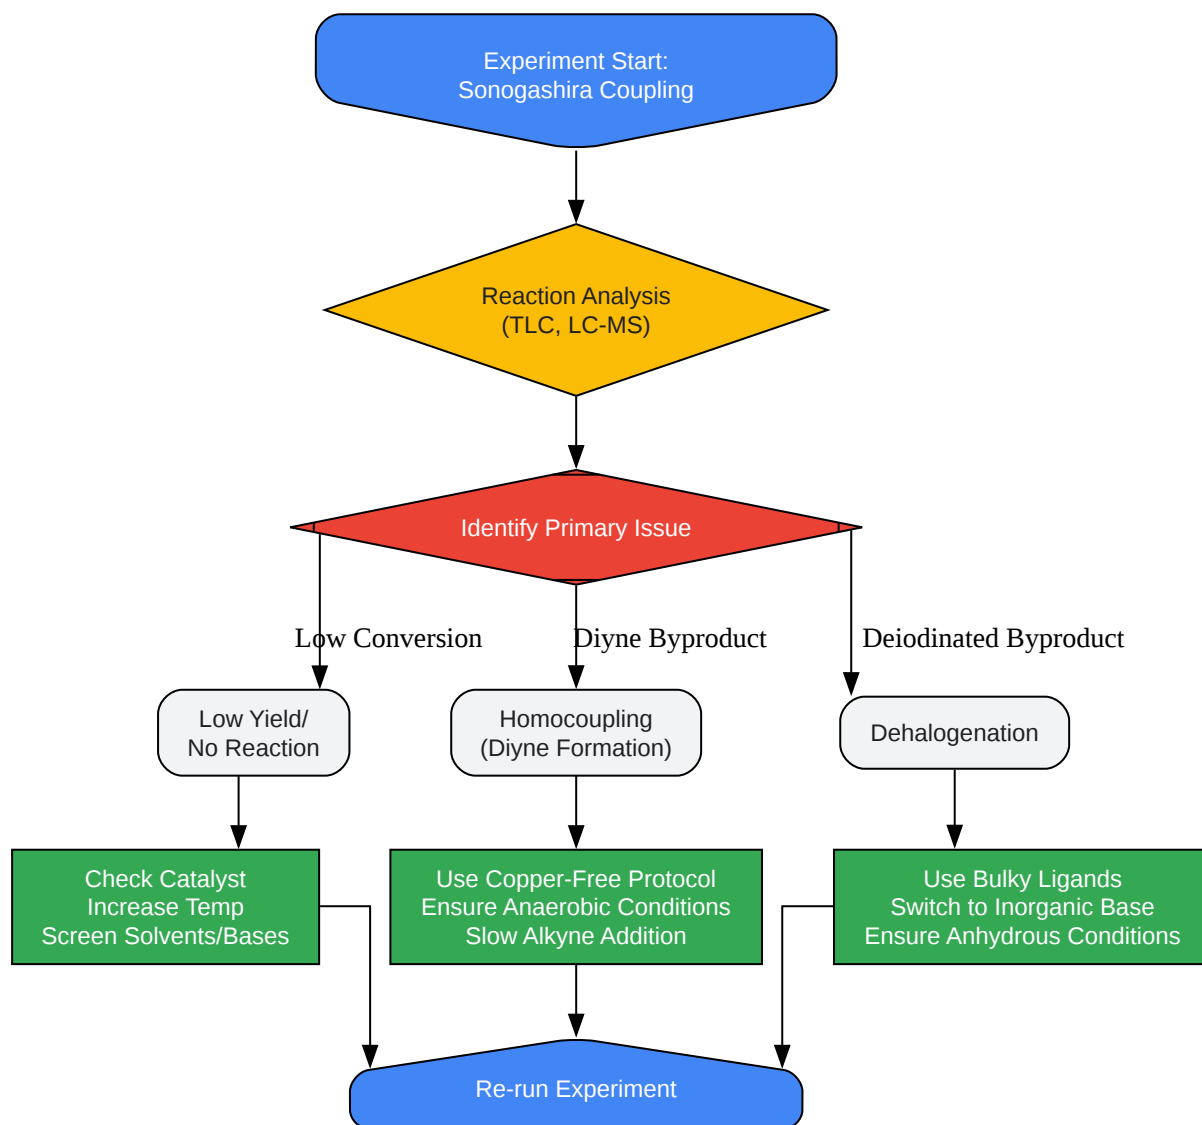 Experiment Start:
Sonogashira Coupling
Reaction Analysis
(TLC, LC-MS)
Identify Primary Issue
Low Conversion
Diyne Byproduct
Deiodinated Byproduct
Low Yield/
No Reaction
Homocoupling
(Diyne Formation)
Dehalogenation
Check Catalyst
Increase Temp
Screen Solvents/Bases
Use Copper-Free Protocol
Ensure Anaerobic Conditions
Slow Alkyne Addition
Use Bulky Ligands
Switch to Inorganic Base
Ensure Anhydrous Conditions
Re-run Experiment